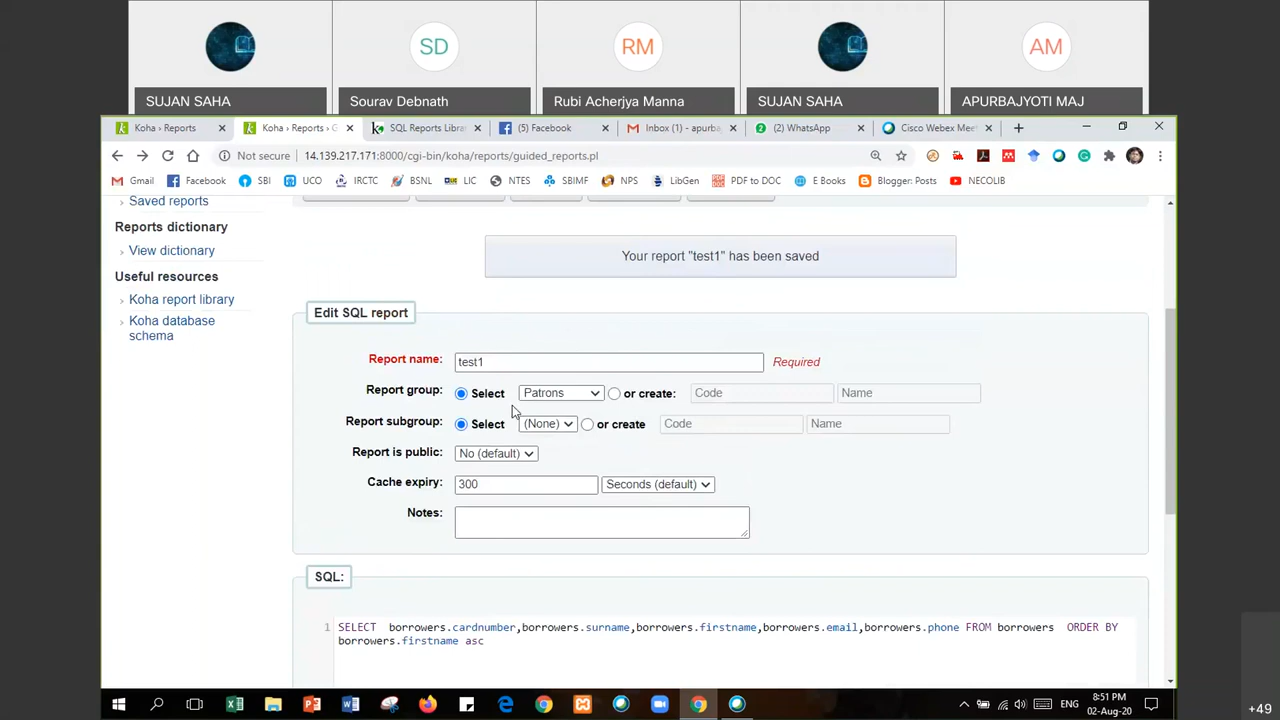 SD
RM
AM
SUJAN SAHA
Sourav Debnath
Rubi Acherjya Manna
SUJAN SAHA
APURBAJYOTI MAJ
Koha › Reports
Koha › Reports › G
SQL Reports Libra
(5) Facebook
Inbox (1) - apurba
(2) WhatsApp
Cisco Webex Mee
Not secure
14.139.217.171:8000/cgi-bin/koha/reports/guided_reports.pl
Gmail
Facebook
SBI
UCO
IRCTC
BSNL
LIC
NTES
SBIMF
NPS
LibGen
PDF to DOC
E Books
Blogger: Posts
NECOLIB
Saved reports
Reports dictionary
View dictionary
Useful resources
Koha report library
Koha database
schema
Your report "test1" has been saved
Edit SQL report
Report name: test1 Required
Report group: Select Patrons or create: Code Name
Report subgroup: Select (None) or create Code Name
Report is public: No (default)
Cache expiry: 300 Seconds (default)
Notes:
SQL:
1 SELECT borrowers.cardnumber,borrowers.surname,borrowers.firstname,borrowers.email,borrowers.phone FROM borrowers ORDER BY
borrowers.firstname asc
ENG
8:51 PM
02-Aug-20
+49